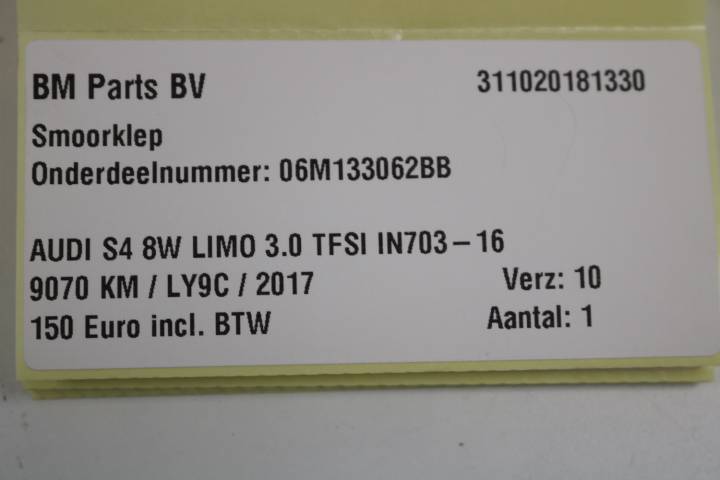 BM Parts BV 311020181330
Smoorklep
Onderdeelnummer: 06M133062BB
AUDI S4 8W LIMO 3.0 TFSI IN703-16
9070 KM / LY9C / 2017 Verz: 10
150 Euro incl. BTW Aantal: 1